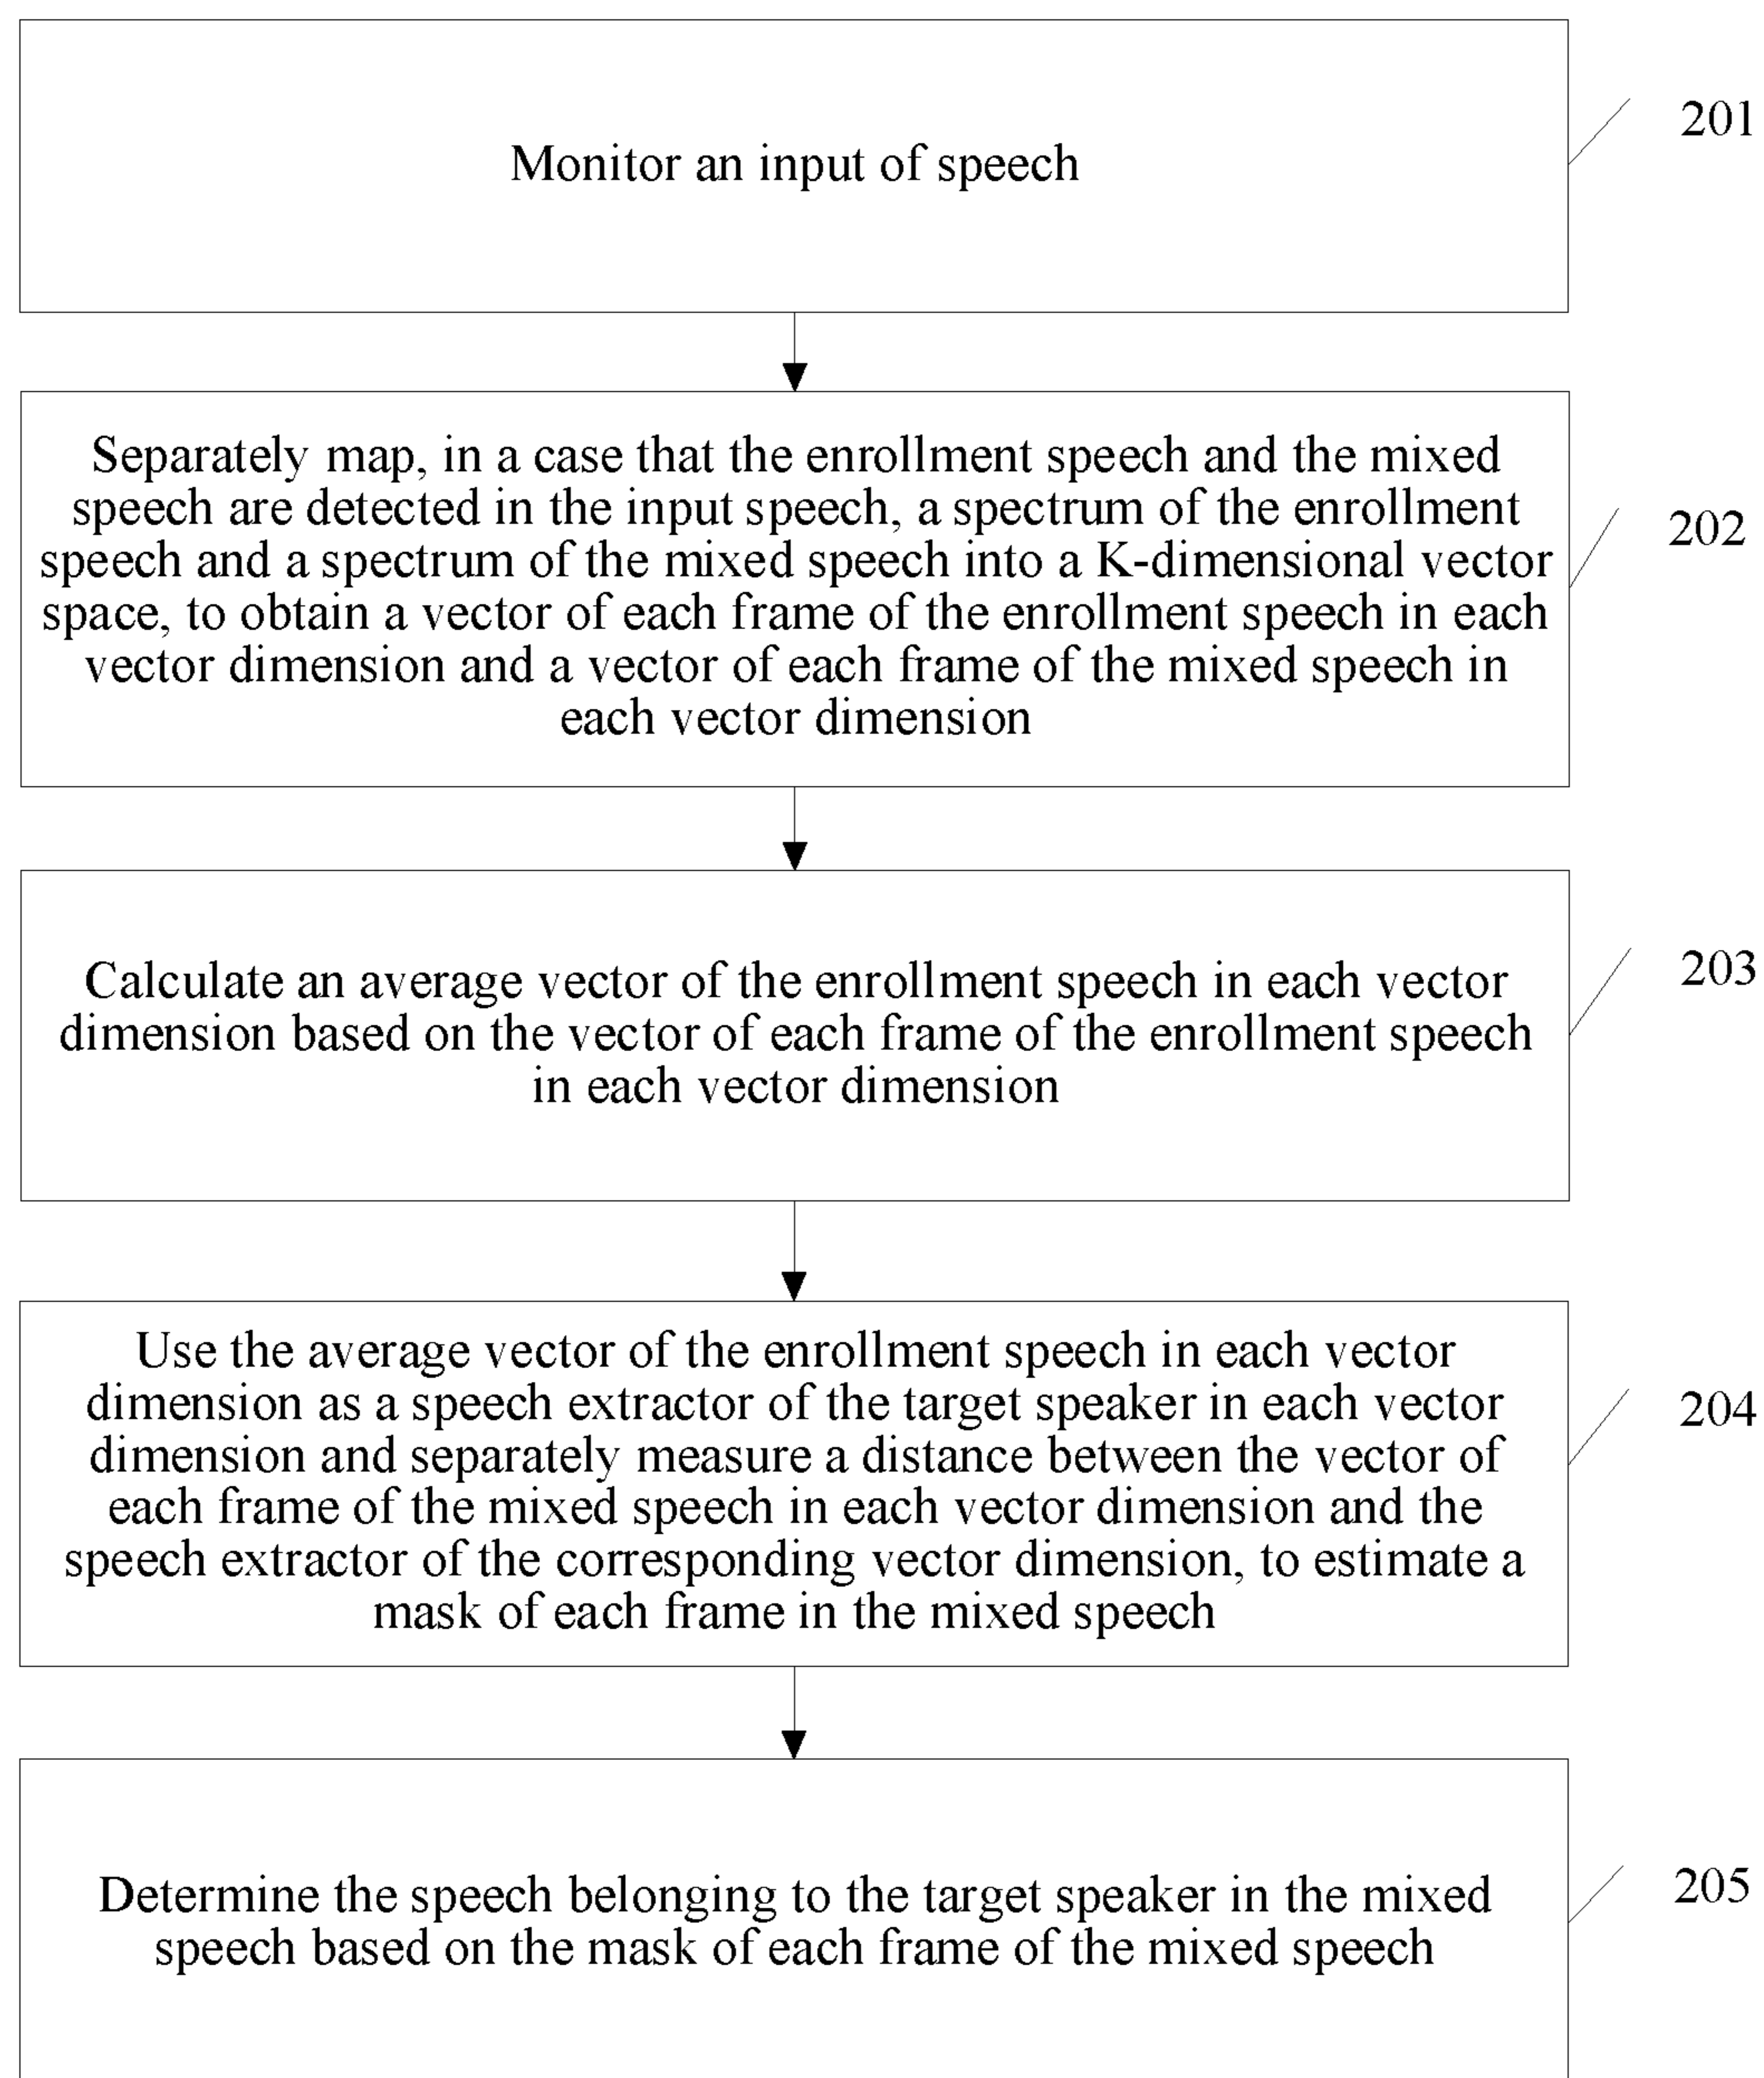 Monitor an input of speech
201
Separately map, in a case that the enrollment speech and the mixed
speech are detected in the input speech, a spectrum of the enrollment
speech and a spectrum of the mixed speech into a K-dimensional vector
space, to obtain a vector of each frame of the enrollment speech in each
vector dimension and a vector of each frame of the mixed speech in
each vector dimension
202
Calculate an average vector of the enrollment speech in each vector
dimension based on the vector of each frame of the enrollment speech
in each vector dimension
203
Use the average vector of the enrollment speech in each vector
dimension as a speech extractor of the target speaker in each vector
dimension and separately measure a distance between the vector of
each frame of the mixed speech in each vector dimension and the
speech extractor of the corresponding vector dimension, to estimate a
mask of each frame in the mixed speech
204
Determine the speech belonging to the target speaker in the mixed
speech based on the mask of each frame of the mixed speech
205